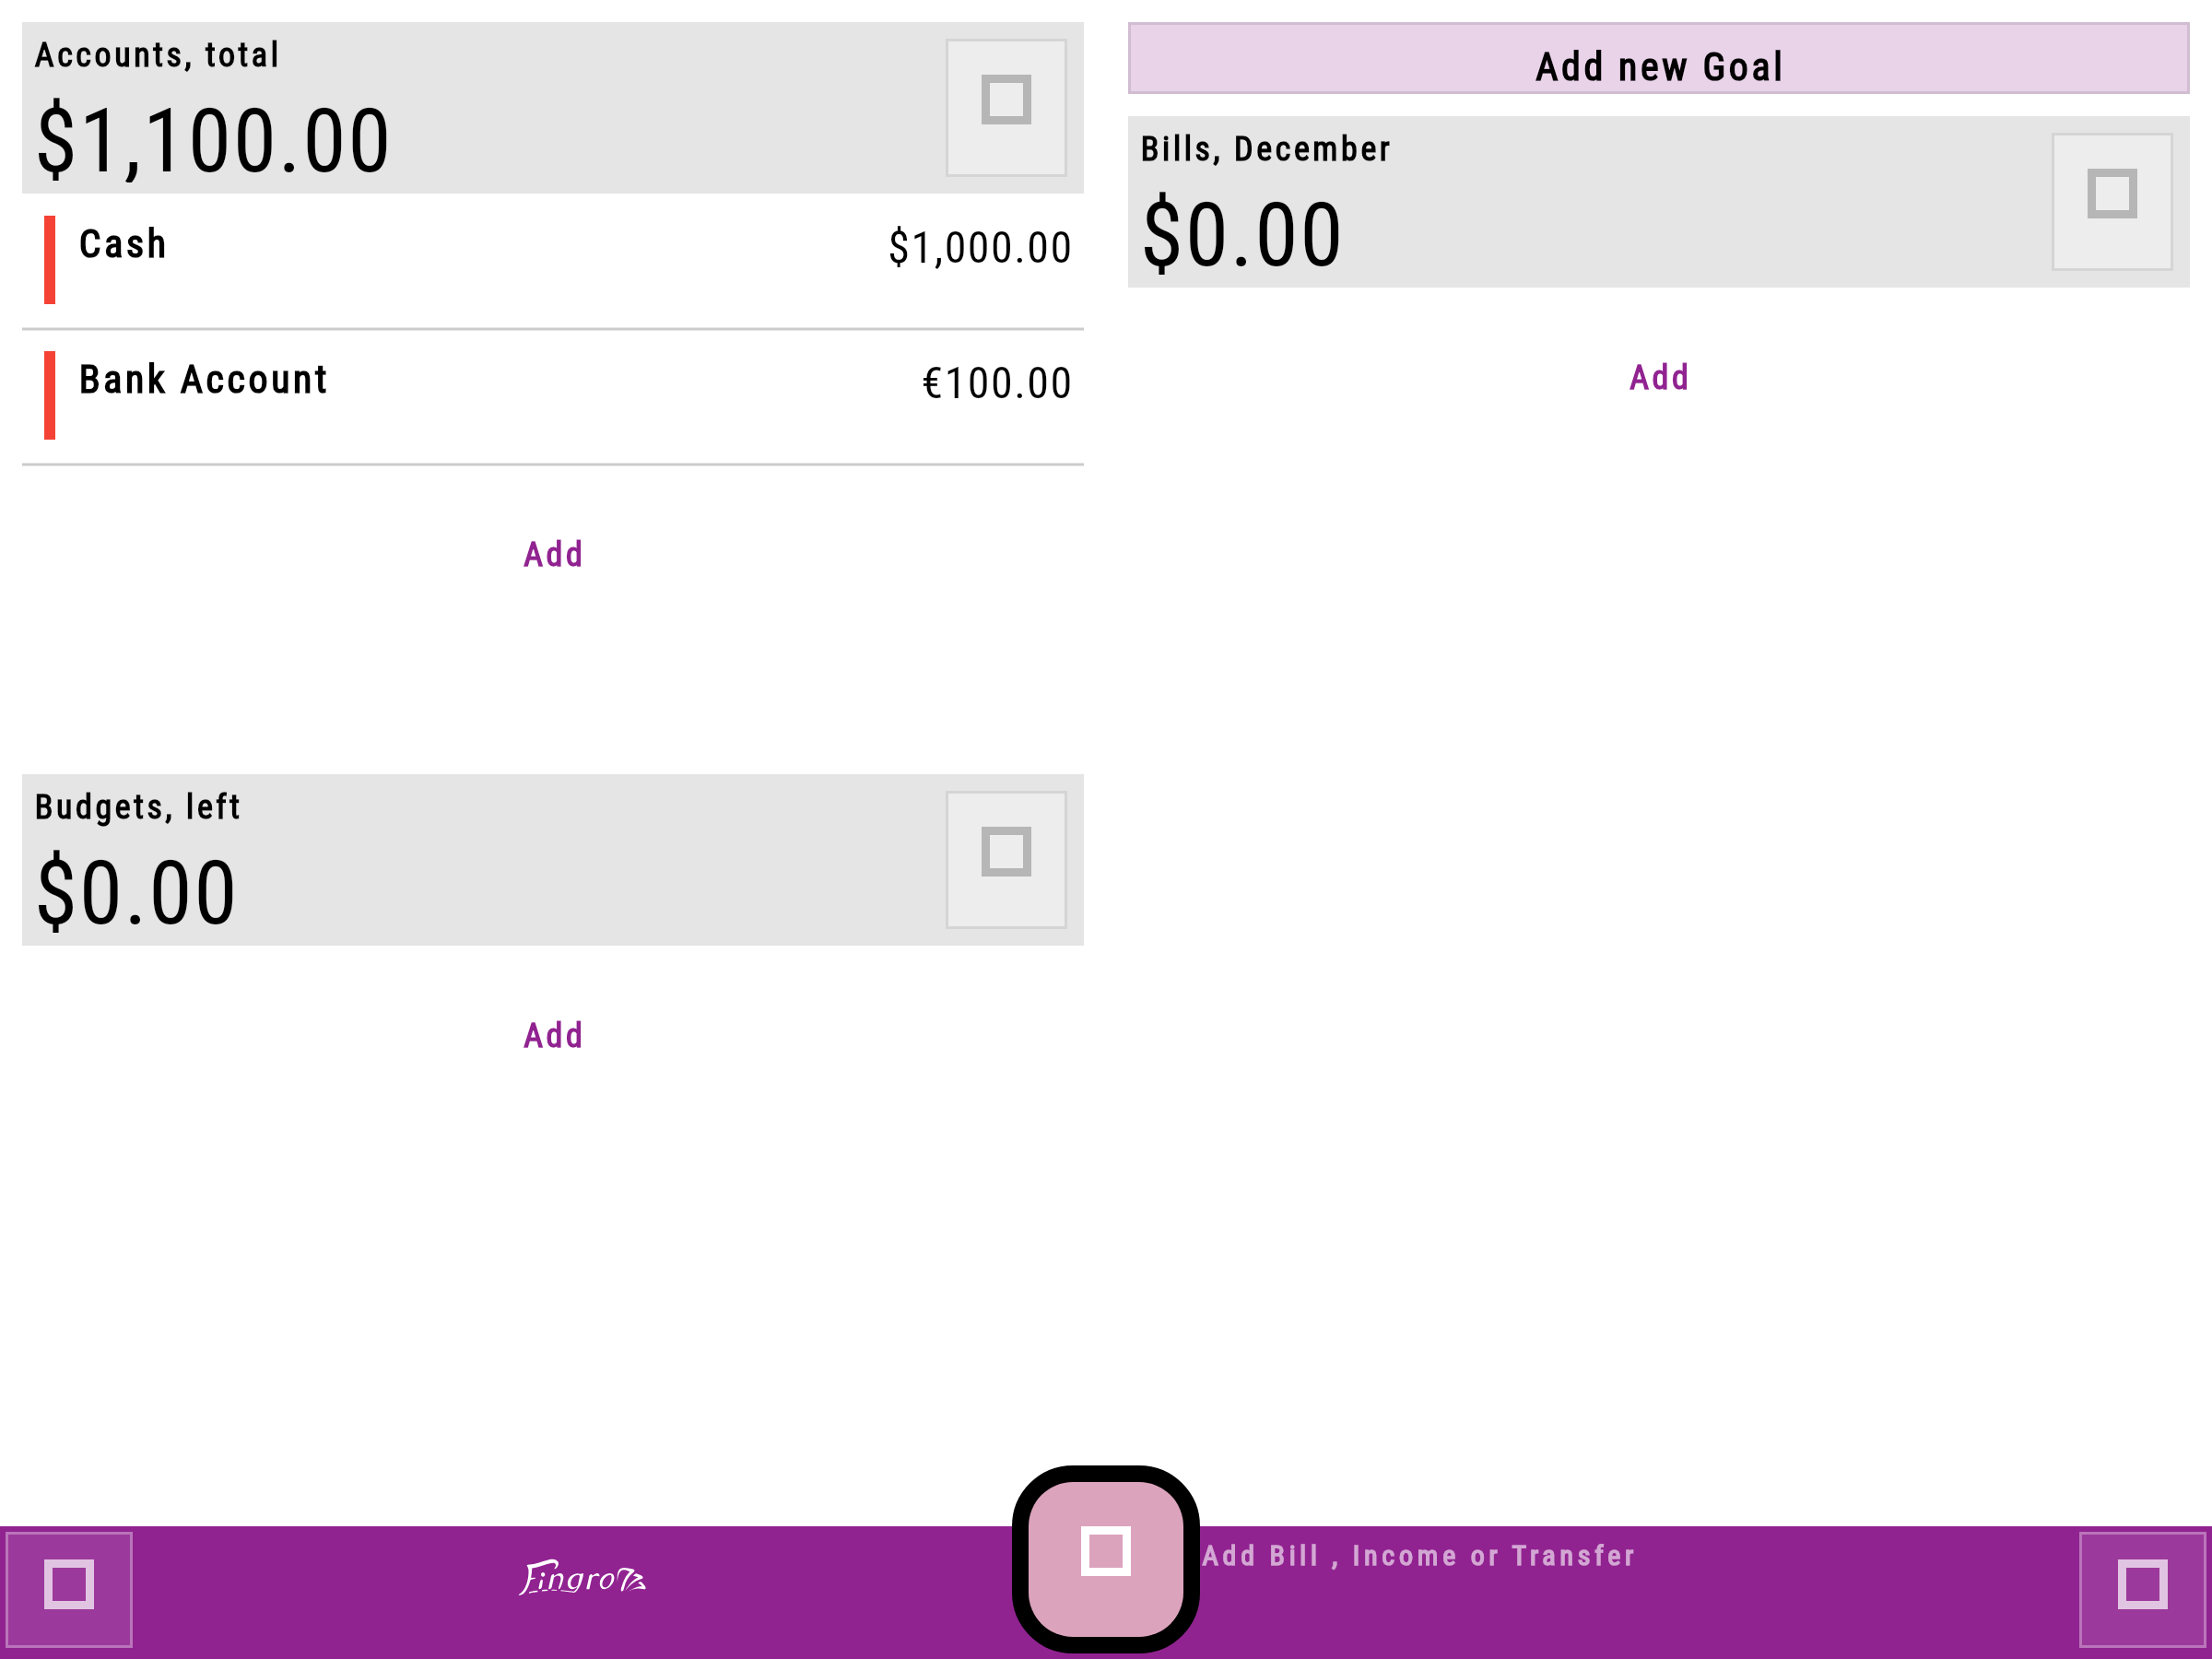 Accounts, total
$1,100.00
Cash
$1,000.00
Bank Account
€100.00
Add
Budgets, left
$0.00
Add
Add new Goal
Bills, December
$0.00
Add
Fingro
Add Bill , Income or Transfer